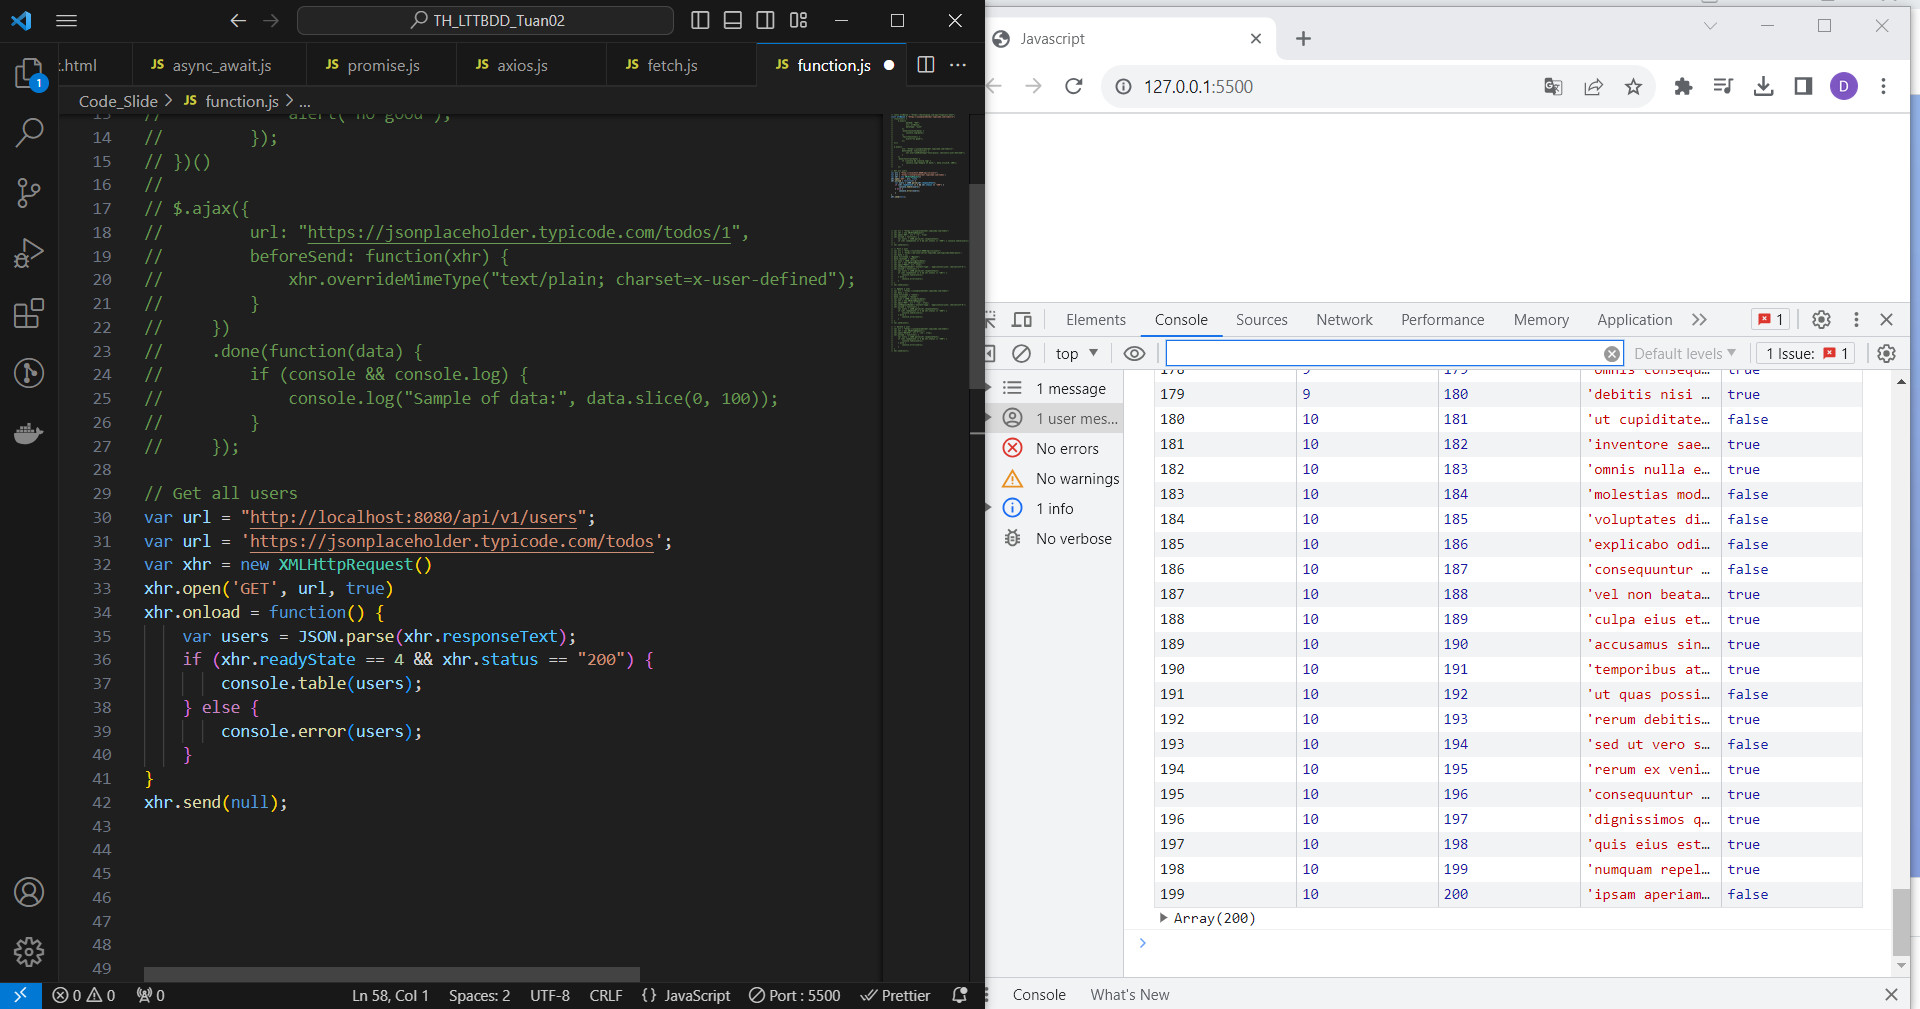 TH_LTTBDD_Tuan02
.html
JS async_await.js
JS promise.js
JS axios.js
JS fetch.js
JS function.js
1
Code_Slide > JS function.js > ...
14 //         });
15 // })()
16 //
17 // $.ajax({
18 //         url: "https://jsonplaceholder.typicode.com/todos/1",
19 //         beforeSend: function(xhr) {
20 //             xhr.overrideMimeType("text/plain; charset=x-user-defined");
21 //         }
22 //     })
23 //     .done(function(data) {
24 //         if (console && console.log) {
25 //             console.log("Sample of data:", data.slice(0, 100));
26 //         }
27 //     });
28
29 // Get all users
30 var url = "http://localhost:8080/api/v1/users";
31 var url = 'https://jsonplaceholder.typicode.com/todos';
32 var xhr = new XMLHttpRequest()
33 xhr.open('GET', url, true)
34 xhr.onload = function() {
35     var users = JSON.parse(xhr.responseText);
36     if (xhr.readyState == 4 && xhr.status == "200") {
37         console.table(users);
38     } else {
39         console.error(users);
40     }
41 }
42 xhr.send(null);
43
44
45
46
47
48
49
0 0 0 Ln 58, Col 1 Spaces: 2 UTF-8 CRLF {} JavaScript Port : 5500 Prettier
Javascript
127.0.0.1:5500
D
Elements Console Sources Network Performance Memory Application 1
top Default levels 1 Issue: 1
1 message
1 user mes...
No errors
No warnings
1 info
No verbose
179 9 180 'debitis nisi … true
180 10 181 'ut cupiditate… false
181 10 182 'inventore sae… true
182 10 183 'omnis nulla e… true
183 10 184 'molestias mod… false
184 10 185 'voluptates di… false
185 10 186 'explicabo odi… false
186 10 187 'consequuntur … false
187 10 188 'vel non beata… true
188 10 189 'culpa eius et… true
189 10 190 'accusamus sin… true
190 10 191 'temporibus at… true
191 10 192 'ut quas possi… false
192 10 193 'rerum debitis… true
193 10 194 'sed ut vero s… false
194 10 195 'rerum ex veni… true
195 10 196 'consequuntur … true
196 10 197 'dignissimos q… true
197 10 198 'quis eius est… true
198 10 199 'numquam repel… true
199 10 200 'ipsam aperiam… false
Array(200)
Console What's New